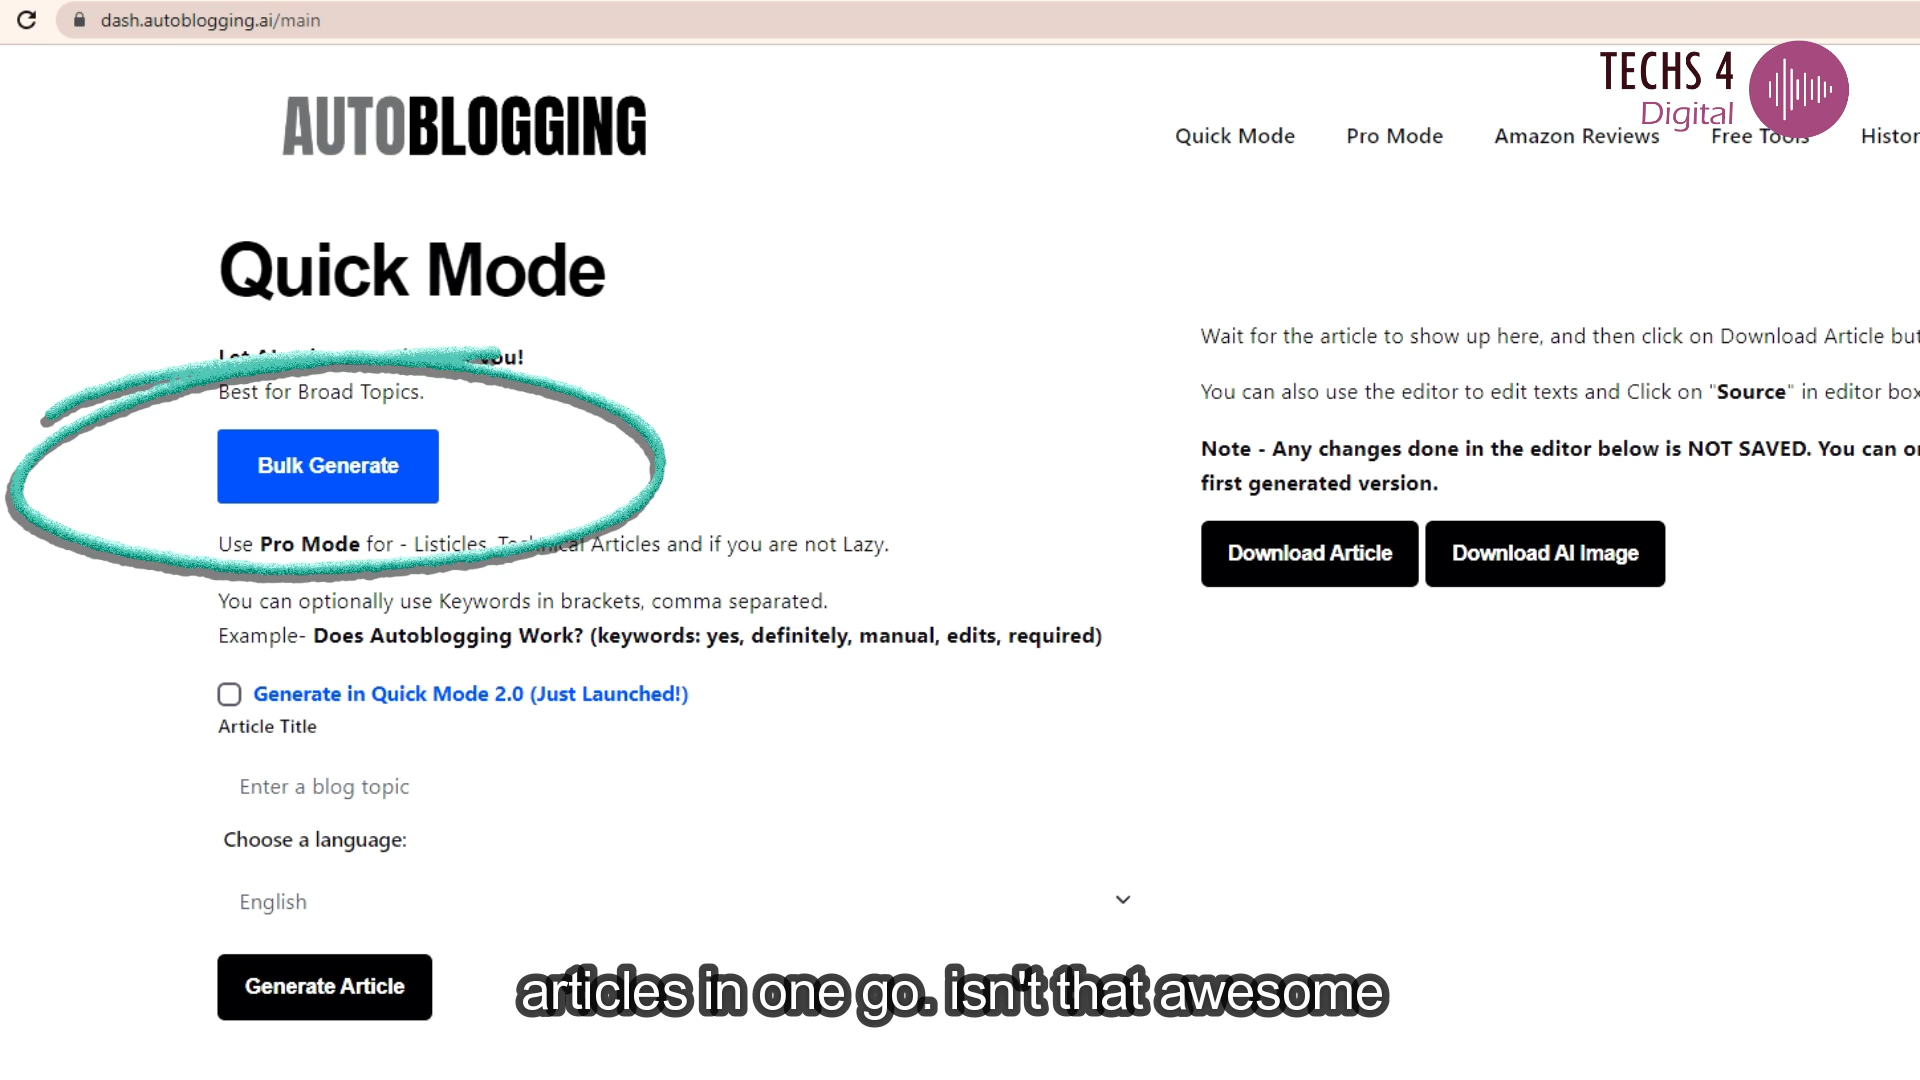 dash.autoblogging.ai/main
TECHS 4
Digital
AUTOBLOGGING
Quick Mode
Pro Mode
Amazon Reviews
Free Tools
Quick Mode
you!
Best for Broad Topics.
Bulk Generate
Use Pro Mode for - Listicles, Technical Articles and if you are not Lazy.
You can optionally use Keywords in brackets, comma separated.
Example- Does Autoblogging Work? (keywords: yes, definitely, manual, edits, required)
Generate in Quick Mode 2.0 (Just Launched!)
Article Title
Enter a blog topic
Choose a language:
English
Generate Article
Wait for the article to show up here, and then click on Download Article
You can also use the editor to edit texts and Click on "Source" in editor box
Note - Any changes done in the editor below is NOT SAVED. You can
first generated version.
Download Article
Download AI Image
articles in one go. isn't that awesome